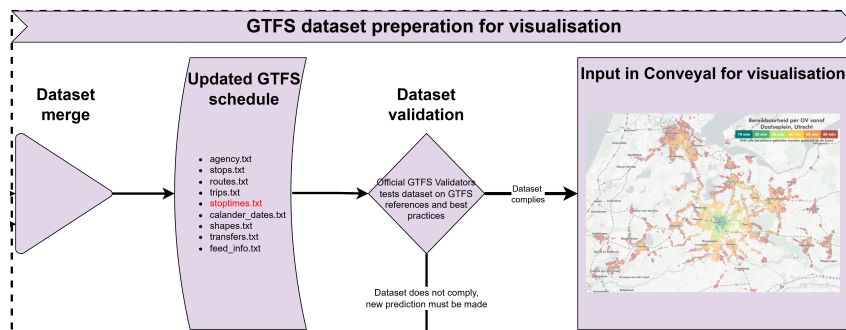 GTFS dataset preperation for visualisation
Dataset
merge
Updated GTFS
schedule
agency.txt
stops.txt
routes.txt
trips.txt
stoptimes.txt
calander_dates.txt
shapes.txt
transfers.txt
feed_info.txt
Dataset
validation
Official GTFS Validators
tests dataset on GTFS
references and best
practices
Dataset
complies
Dataset does not comply,
new prediction must be made
Input in Conveyal for visualisation
Bereikbaarheid per OV vanaf
Domplein, Utrecht